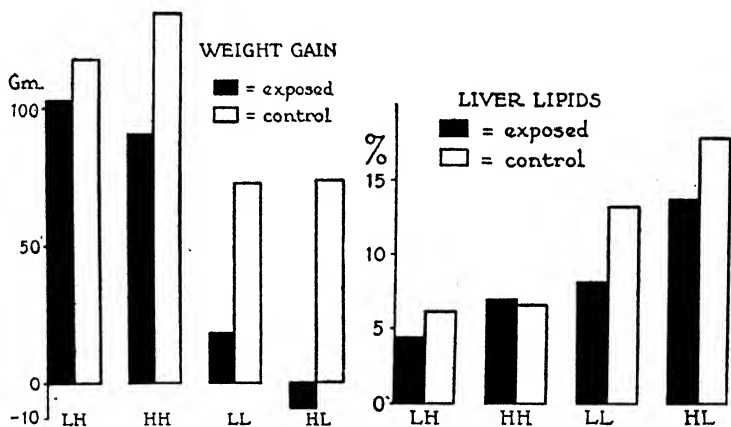 WEIGHT GAIN
= exposed
= control
Gm.
100
50
0
-10
LH HH LL HL
LIVER LIPIDS
= exposed
= control
%
15
10
5
0
LH HH LL HL